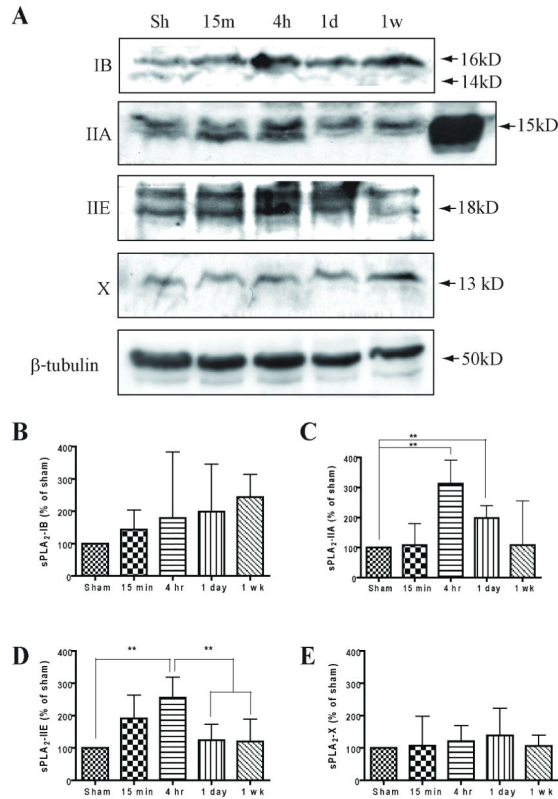 A
Sh 15m 4h 1d 1w
IB
16kD
14kD
IIA
15kD
IIE
18kD
X
13 kD
β-tubulin
50kD
B
sPLA₂-IB (% of sham)
400
300
200
100
0
Sham 15 min 4 hr 1 day 1 wk
C
sPLA₂-IIA (% of sham)
**
**
400
300
200
100
0
Sham 15 min 4 hr 1 day 1 wk
D
sPLA₂-IIE (% of sham)
** **
400
300
200
100
0
Sham 15 min 4 hr 1 day 1 wk
E
sPLA₂-X (% of sham)
400
300
200
100
0
Sham 15 min 4 hr 1 day 1 wk